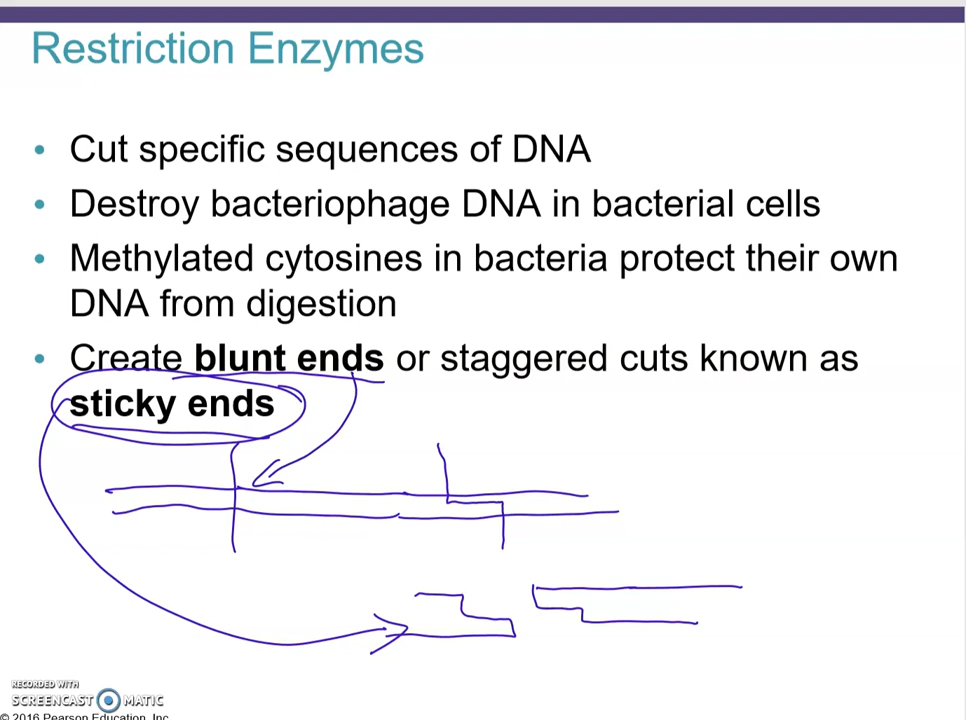 Restriction Enzymes
• Cut specific sequences of DNA
• Destroy bacteriophage DNA in bacterial cells
• Methylated cytosines in bacteria protect their own
DNA from digestion
• Create blunt ends or staggered cuts known as
sticky ends
RECORDED WITH
SCREENCAST MATIC
© 2016 Pearson Education, Inc.